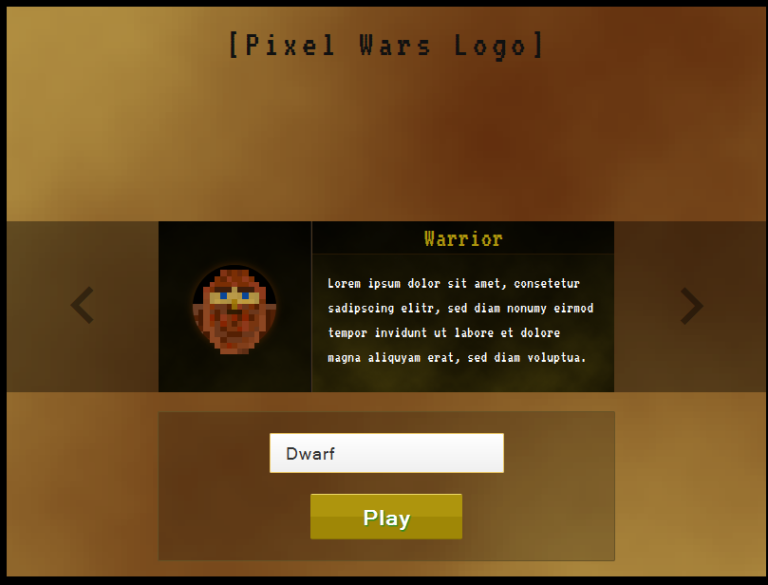 [Pixel Wars Logo]
Warrior
Lorem ipsum dolor sit amet, consetetur
sadipscing elitr, sed diam nonumy eirmod
tempor invidunt ut labore et dolore
magna aliquyam erat, sed diam voluptua.
Dwarf
Play